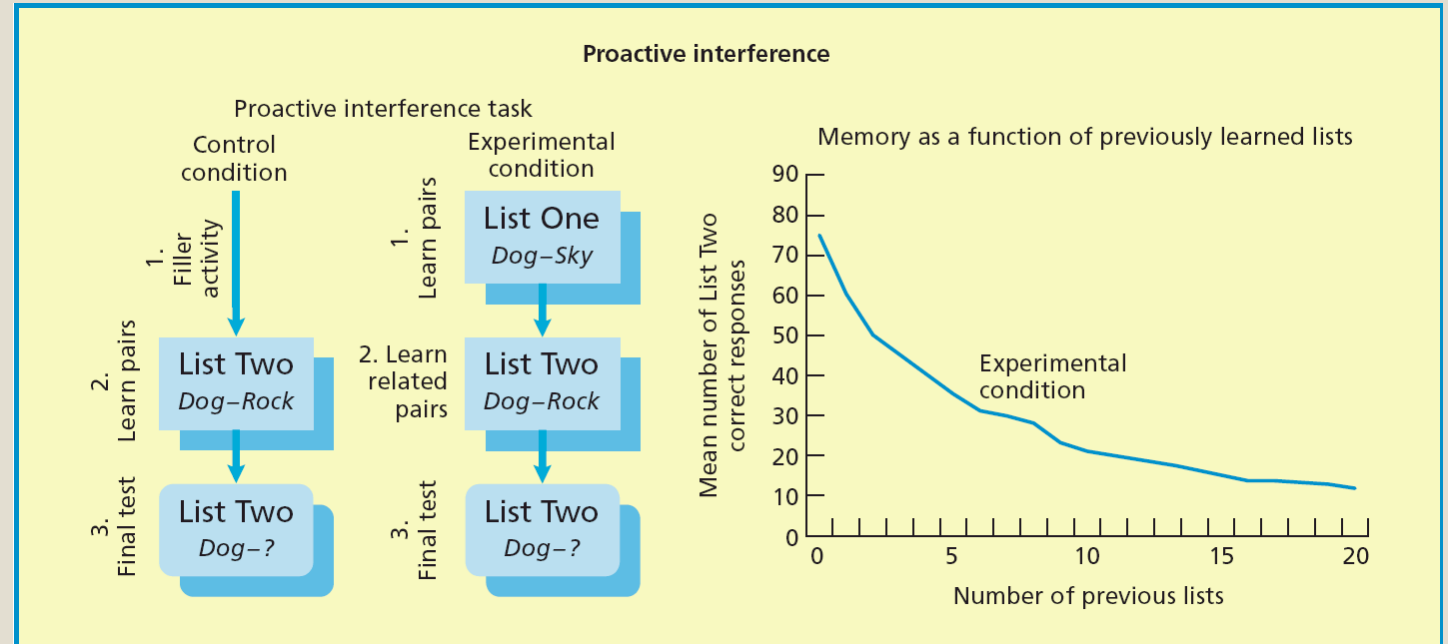 Proactive interference
Proactive interference task
Control
condition
Experimental
condition
1.
Filler
activity
1.
Learn pairs
List One
Dog–Sky
2.
Learn pairs
List Two
Dog–Rock
2. Learn
related
pairs
List Two
Dog–Rock
3.
Final test
List Two
Dog–?
3.
Final test
List Two
Dog–?
Memory as a function of previously learned lists
Mean number of List Two
correct responses
90
80
70
60
50
40
30
20
10
0
Experimental
condition
0 5 10 15 20
Number of previous lists